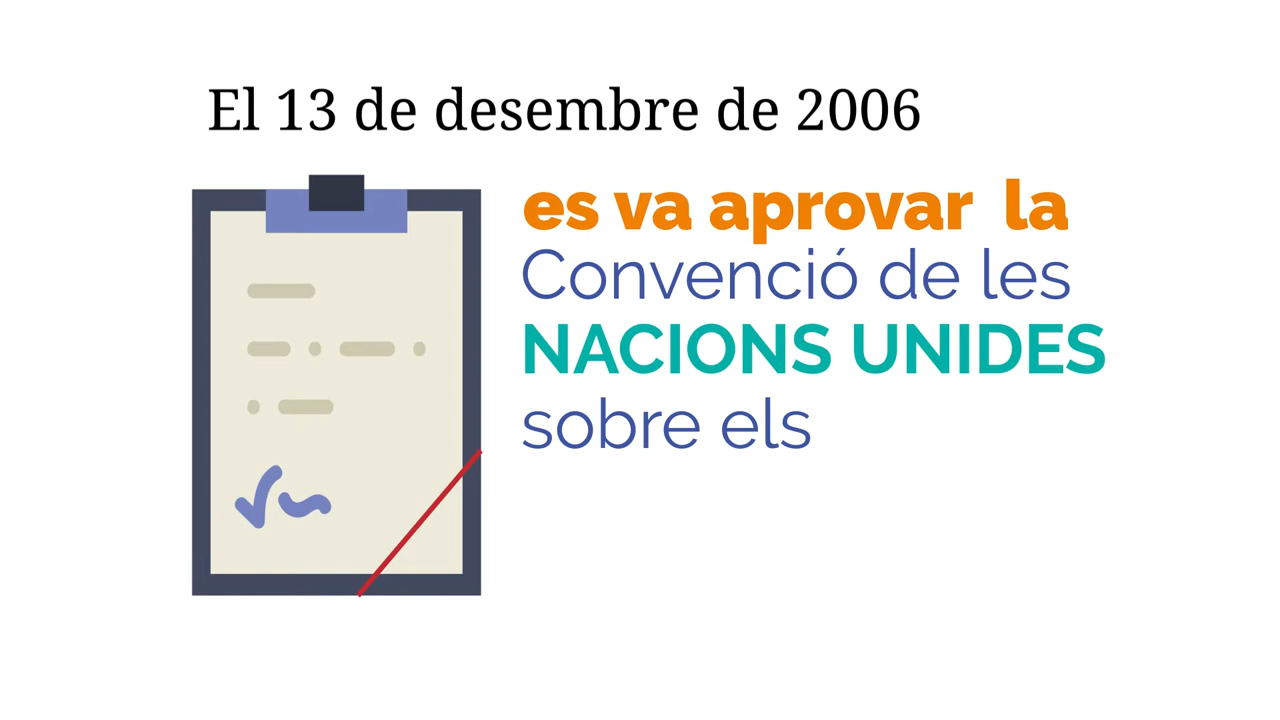 El 13 de desembre de 2006
es va aprovar la
Convenció de les
NACIONS UNIDES
sobre els